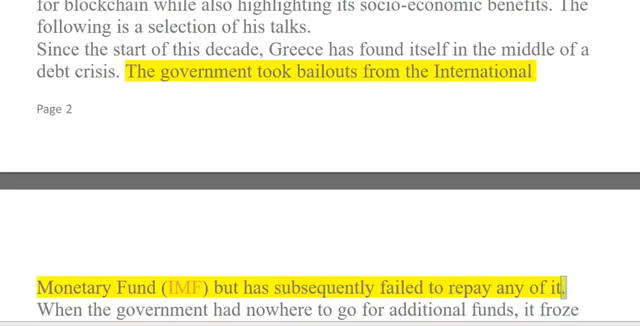 for blockchain while also highlighting its socio-economic benefits. The
following is a selection of his talks.
Since the start of this decade, Greece has found itself in the middle of a
debt crisis. The government took bailouts from the International
Page 2
Monetary Fund (IMF) but has subsequently failed to repay any of it.
When the government had nowhere to go for additional funds, it froze